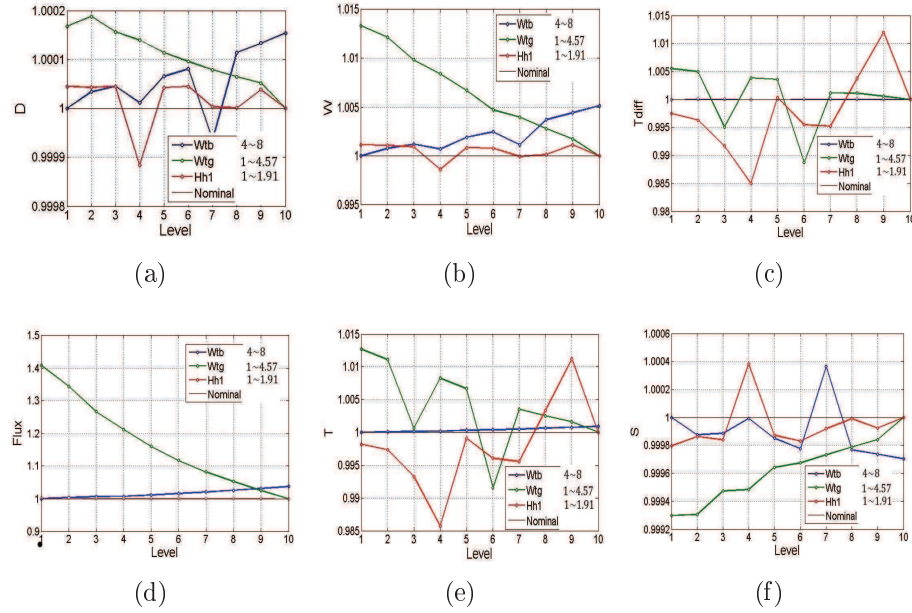 1.0002
1.0001
1
0.9999
0.9998
D
Wtb 4~8
Wtg 1~4.57
Hh1 1~1.91
Nominal
1 2 3 4 5 6 7 8 9 10
Level
(a)
1.015
1.01
1.005
1
0.995
W
Wtb 4~8
Wtg 1~4.57
Hh1 1~1.91
Nominal
1 2 3 4 5 6 7 8 9 10
Level
(b)
1.015
1.01
1.005
1
0.995
0.99
0.985
0.98
Tdiff
Wtb 4~8
Wtg 1~4.57
Hh1 1~1.91
Nominal
1 2 3 4 5 6 7 8 9 10
Level
(c)
1.5
1.4
1.3
1.2
1.1
1
0.9
Flux
Wtb 4~8
Wtg 1~4.57
Hh1 1~1.91
Nominal
1 2 3 4 5 6 7 8 9 10
Level
(d)
1.015
1.01
1.005
1
0.995
0.99
0.985
T
Wtb 4~8
Wtg 1~4.57
Hh1 1~1.91
Nominal
1 2 3 4 5 6 7 8 9 10
Level
(e)
1.0006
1.0004
1.0002
1
0.9998
0.9996
0.9994
0.9992
S
Wtb 4~8
Wtg 1~4.57
Hh1 1~1.91
Nominal
1 2 3 4 5 6 7 8 9 10
Level
(f)